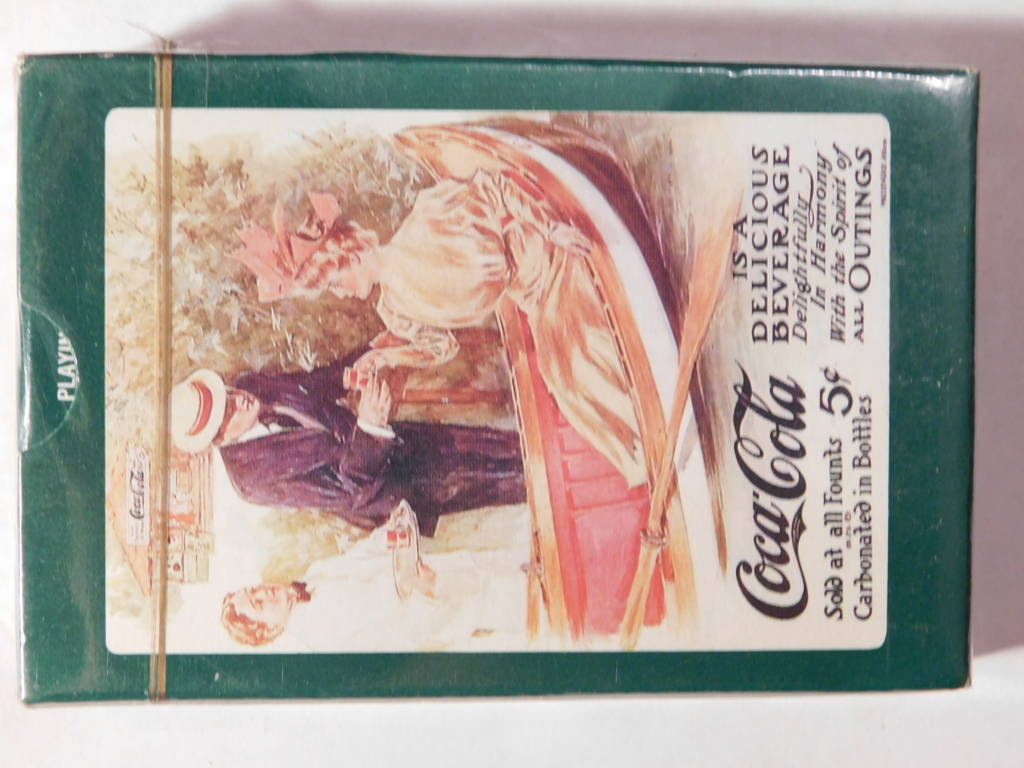 PLAYIN
Coca-Cola
Coca-Cola
Sold at all Founts 5¢
Carbonated in Bottles
IS A
DELICIOUS
BEVERAGE
Delightfully
In Harmony
With the Spirit of
ALL OUTINGS